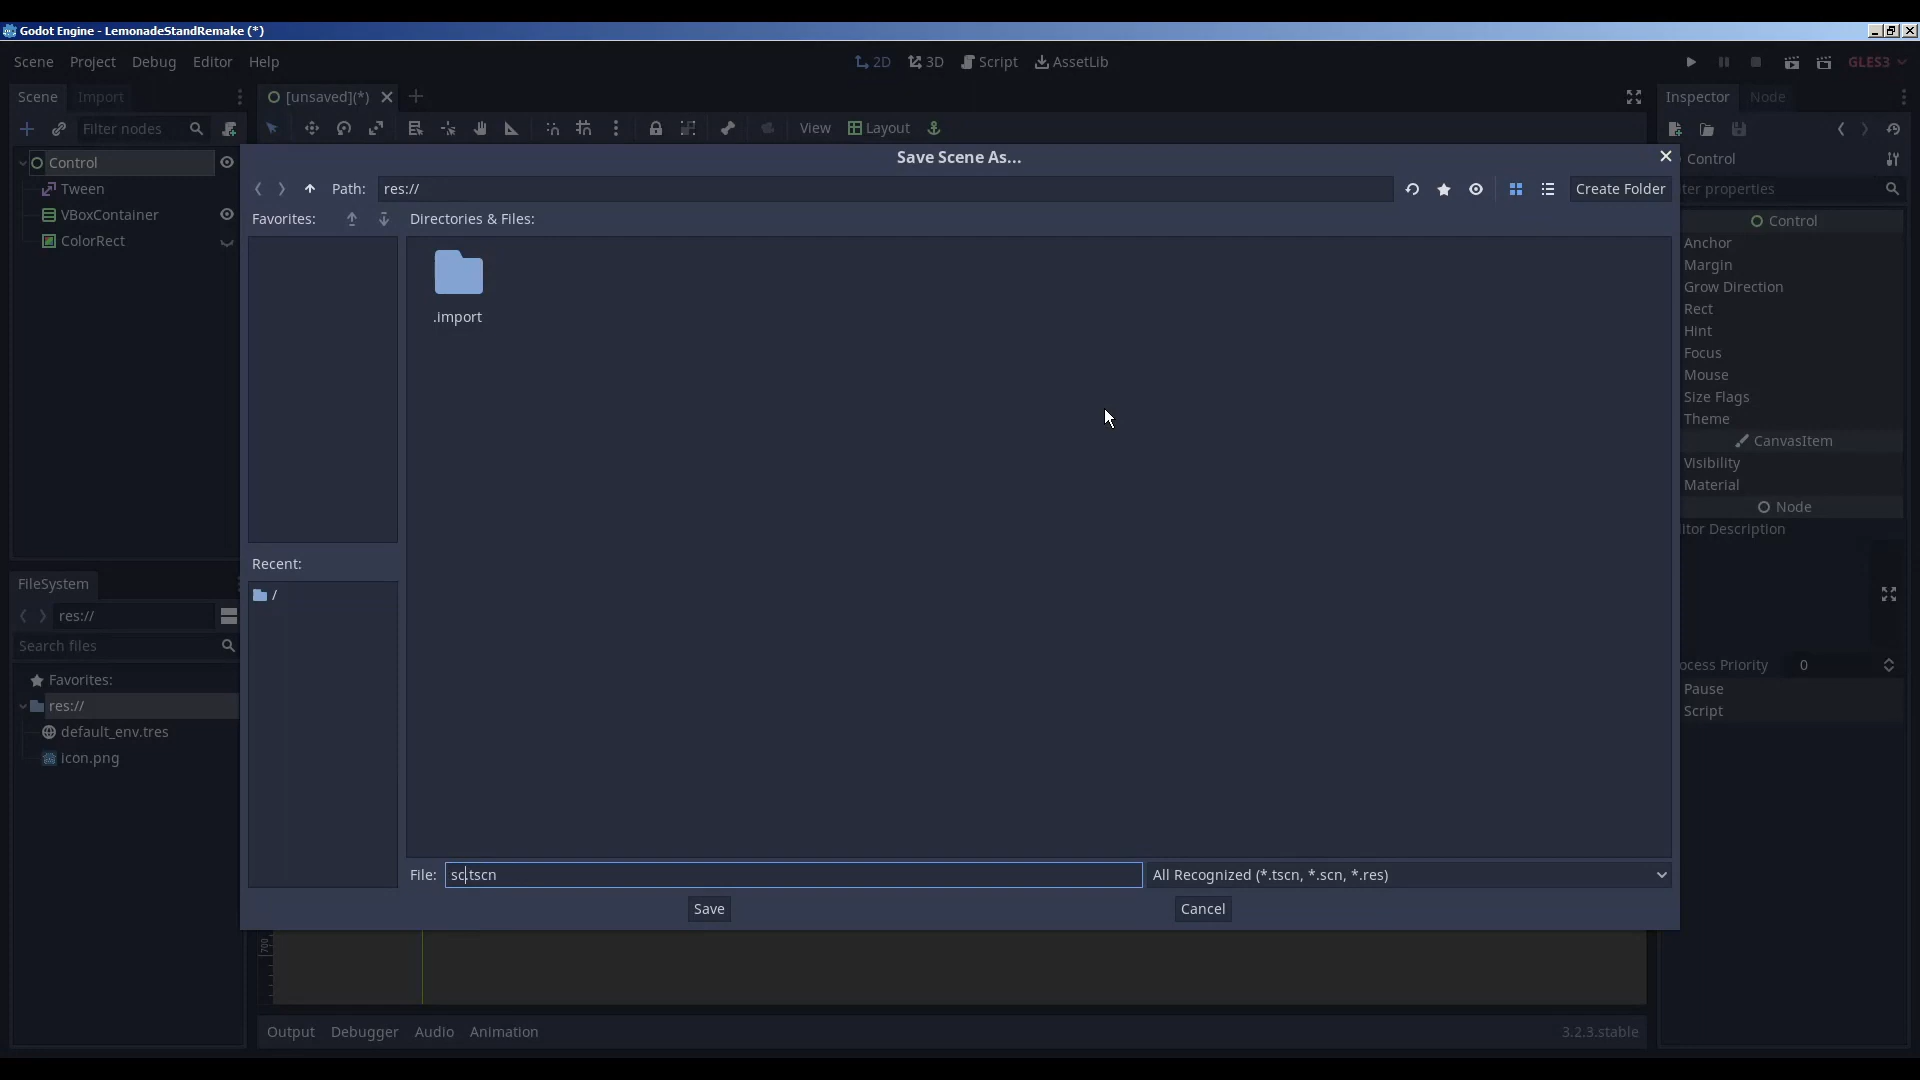 Godot Engine - LemonadeStandRemake (*)
Scene Project Debug Editor Help
2D 3D Script AssetLib
GLES3
Scene Import
[unsaved](*)
Inspector Node
Filter nodes
View Layout
Control
Tween
VBoxContainer
ColorRect
Save Scene As...
Path: res://
Create Folder
Favorites:
Directories & Files:
.import
Recent:
/
File: sc.tscn
All Recognized (*.tscn, *.scn, *.res)
Save
Cancel
FileSystem
res://
Search files
Favorites:
res://
default_env.tres
icon.png
700
Output Debugger Audio Animation
3.2.3.stable
Control
ter properties
Control
Anchor
Margin
Grow Direction
Rect
Hint
Focus
Mouse
Size Flags
Theme
CanvasItem
Visibility
Material
Node
itor Description
ocess Priority 0
Pause
Script